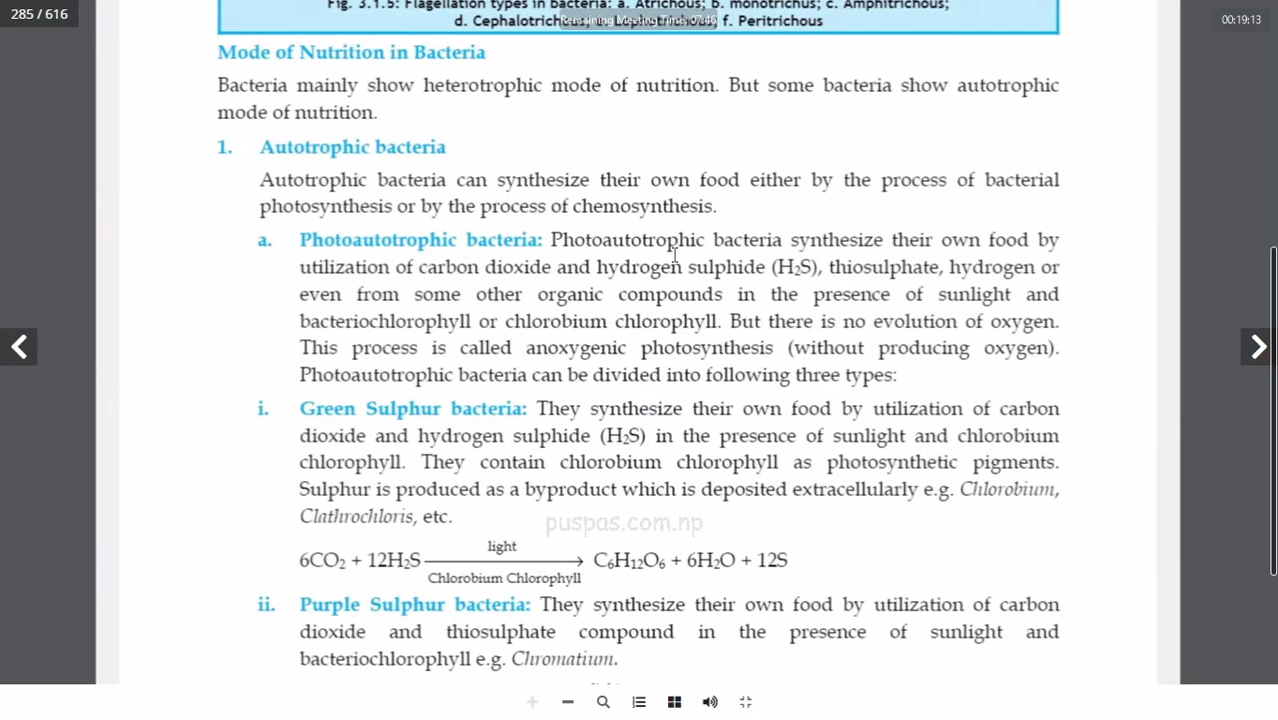 285 / 616
00:19:13
Fig. 3.1.5: Flagellation types in bacteria: a. Atrichous; b. monotrichus; c. Amphitrichous;
Remaining Meeting Time: 07:46
d. Cephalotrichous; f. Peritrichous
Mode of Nutrition in Bacteria
Bacteria mainly show heterotrophic mode of nutrition. But some bacteria show autotrophic
mode of nutrition.
1. Autotrophic bacteria
Autotrophic bacteria can synthesize their own food either by the process of bacterial
photosynthesis or by the process of chemosynthesis.
a. Photoautotrophic bacteria: Photoautotrophic bacteria synthesize their own food by
utilization of carbon dioxide and hydrogen sulphide (H₂S), thiosulphate, hydrogen or
even from some other organic compounds in the presence of sunlight and
bacteriochlorophyll or chlorobium chlorophyll. But there is no evolution of oxygen.
This process is called anoxygenic photosynthesis (without producing oxygen).
Photoautotrophic bacteria can be divided into following three types:
i. Green Sulphur bacteria: They synthesize their own food by utilization of carbon
dioxide and hydrogen sulphide (H₂S) in the presence of sunlight and chlorobium
chlorophyll. They contain chlorobium chlorophyll as photosynthetic pigments.
Sulphur is produced as a byproduct which is deposited extracellularly e.g. Chlorobium,
Clathrochloris, etc.
puspas.com.np
light
6CO₂ + 12H₂S → C₆H₁₂O₆ + 6H₂O + 12S
Chlorobium Chlorophyll
ii. Purple Sulphur bacteria: They synthesize their own food by utilization of carbon
dioxide and thiosulphate compound in the presence of sunlight and
bacteriochlorophyll e.g. Chromatium.